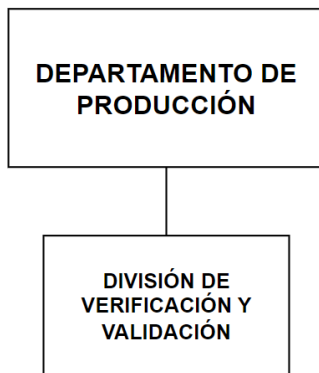 DEPARTAMENTO DE
PRODUCCIÓN
DIVISIÓN DE
VERIFICACIÓN Y
VALIDACIÓN